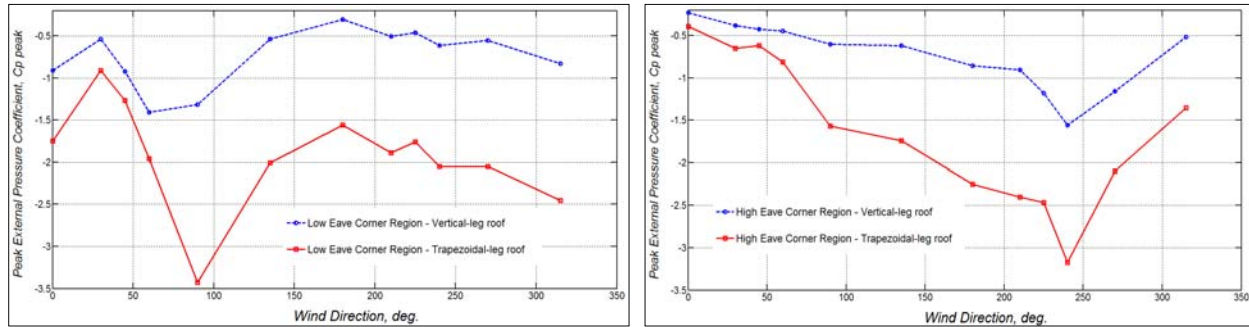 Peak External Pressure Coefficient, Cp peak
-0.5
-1
-1.5
-2
-2.5
-3
-3.5
Low Eave Corner Region - Vertical-leg roof
Low Eave Corner Region - Trapezoidal-leg roof
0 50 100 150 200 250 300 350
Wind Direction, deg.
Peak External Pressure Coefficient, Cp peak
-0.5
-1
-1.5
-2
-2.5
-3
-3.5
High Eave Corner Region - Vertical-leg roof
High Eave Corner Region - Trapezoidal-leg roof
0 50 100 150 200 250 300 350
Wind Direction, deg.